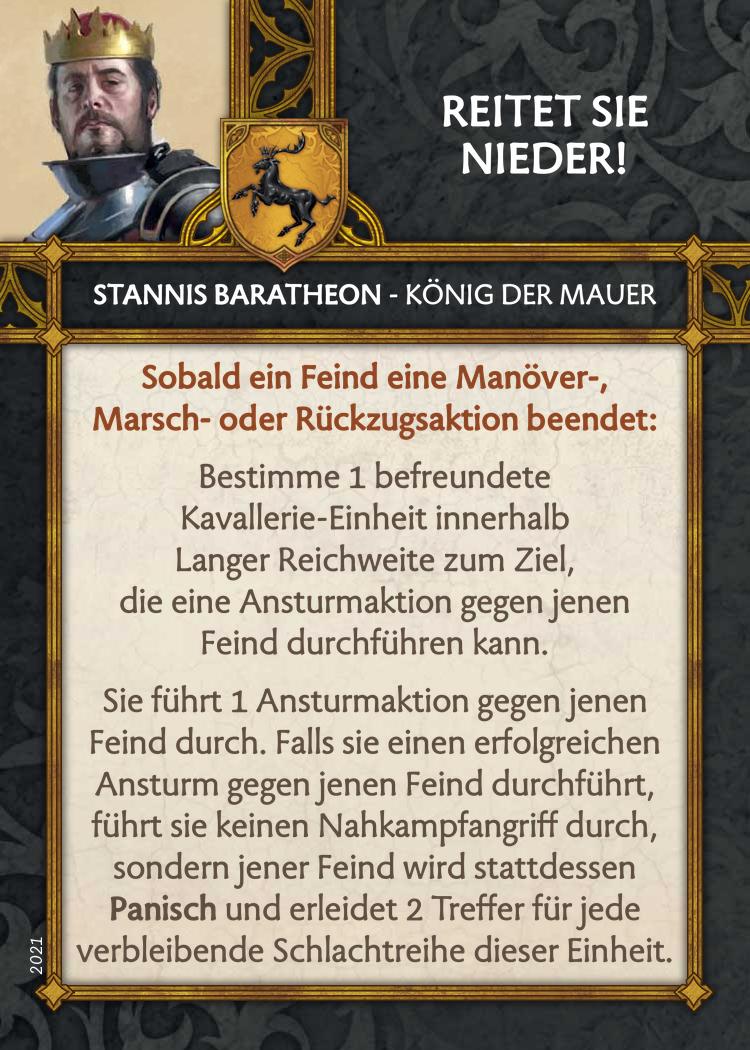 REITET SIE
NIEDER!
STANNIS BARATHEON - KÖNIG DER MAUER
Sobald ein Feind eine Manöver-,
Marsch- oder Rückzugsaktion beendet:
Bestimme 1 befreundete
Kavallerie-Einheit innerhalb
Langer Reichweite zum Ziel,
die eine Ansturmaktion gegen jenen
Feind durchführen kann.
Sie führt 1 Ansturmaktion gegen jenen
Feind durch. Falls sie einen erfolgreichen
Ansturm gegen jenen Feind durchführt,
führt sie keinen Nahkampfangriff durch,
sondern jener Feind wird stattdessen
Panisch und erleidet 2 Treffer für jede
verbleibende Schlachtreihe dieser Einheit.
2021